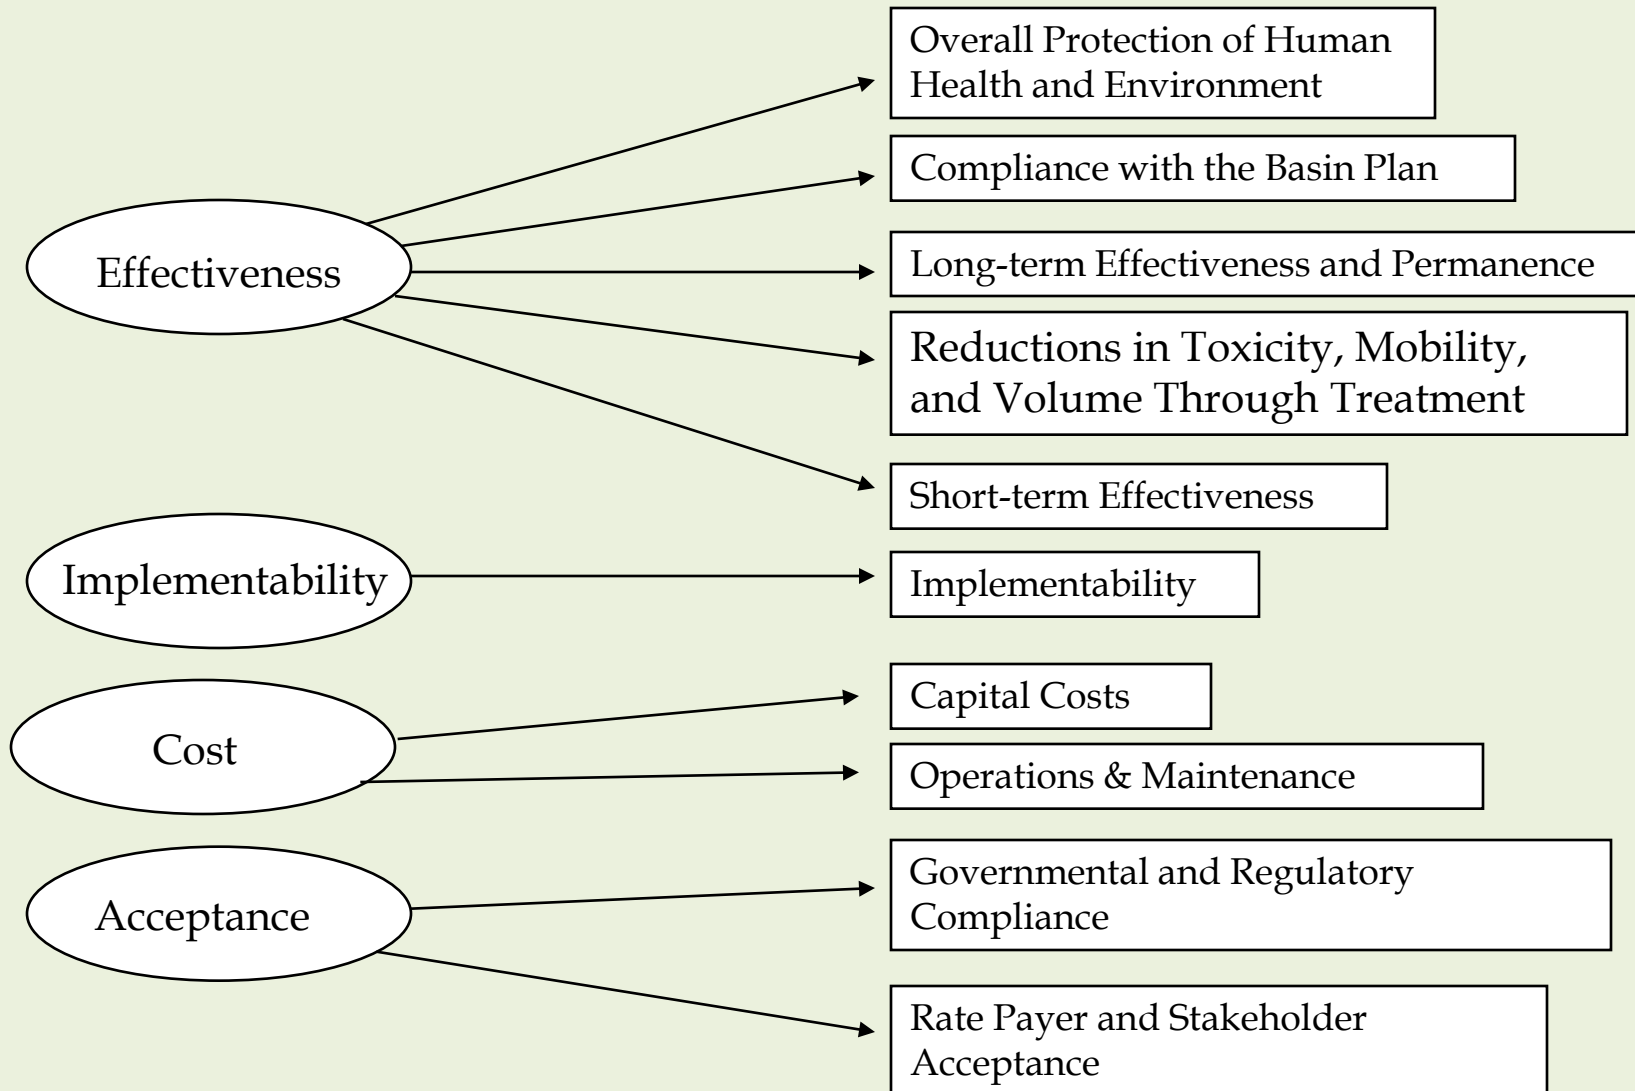 Overall Protection of Human
Health and Environment
Compliance with the Basin Plan
Effectiveness
Long-term Effectiveness and Permanence
Reductions in Toxicity, Mobility,
and Volume Through Treatment
Short-term Effectiveness
Implementability
Implementability
Capital Costs
Cost
Operations & Maintenance
Governmental and Regulatory
Compliance
Acceptance
Rate Payer and Stakeholder
Acceptance